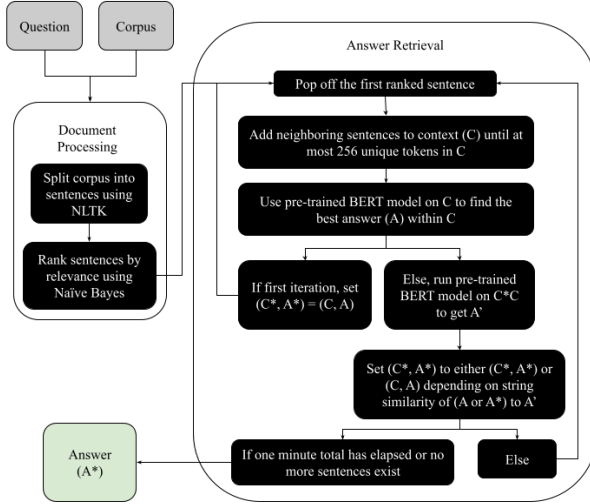 Question
Corpus
Answer Retrieval
Pop off the first ranked sentence
Document
Processing
Add neighboring sentences to context (C) until at
most 256 unique tokens in C
Split corpus into
sentences using
NLTK
Use pre-trained BERT model on C to find the
best answer (A) within C
Rank sentences by
relevance using
Naïve Bayes
If first iteration, set
(C*, A*) = (C, A)
Else, run pre-trained
BERT model on C*C
to get A’
Set (C*, A*) to either (C*, A*) or
(C, A) depending on string
similarity of (A or A*) to A’
Answer
(A*)
If one minute total has elapsed or no
more sentences exist
Else